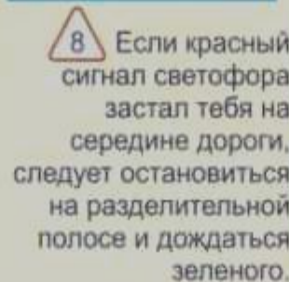 8 Если красный
сигнал светофора
застал тебя на
середине дороги,
следует остановиться
на разделительной
полосе и дождаться
зеленого.